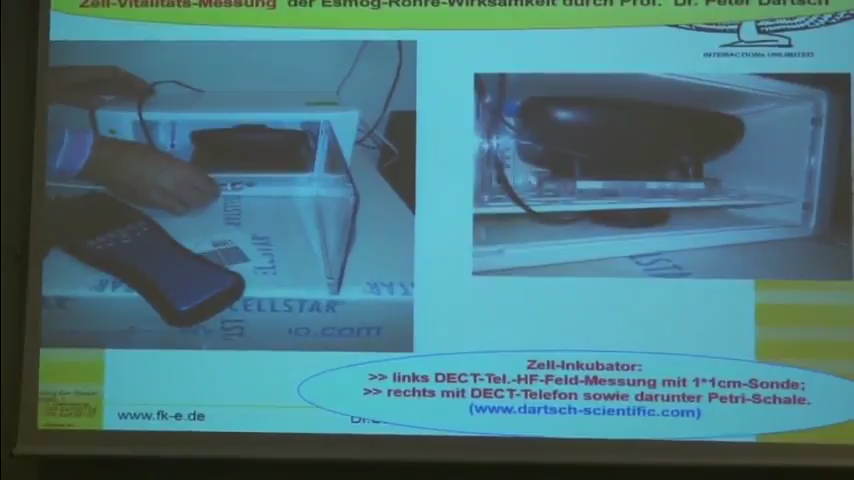 Zell-Vitalitäts-Messung der Esmog-Röhre-Wirksamkeit durch Prof. Dr. Peter Dartsch
INTERACTIONS UNLIMITED
CELLSTAR
Zell-Inkubator:
>> links DECT-Tel.-HF-Feld-Messung mit 1*1cm-Sonde;
>> rechts mit DECT-Telefon sowie darunter Petri-Schale.
(www.dartsch-scientific.com)
www.fk-e.de